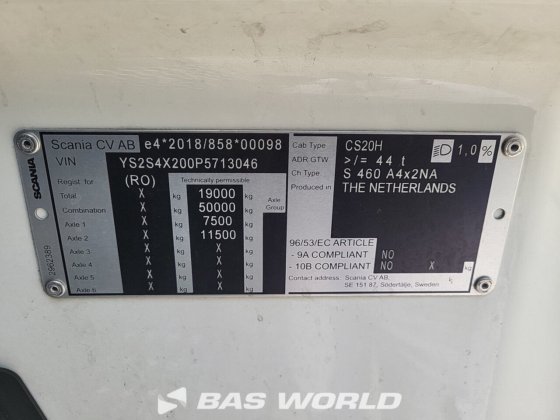 Scania CV AB e4*2018/858*00098
VIN YS2S4X200P5713046
SCANIA
Regist. for (RO) Technically permissible
Total X kg 19000 Axle Group
Combination X kg 50000
Axle 1 X kg 7500
Axle 2 X kg 11500
Axle 3 X kg X kg
Axle 4 X kg X kg
Axle 5 X kg X kg
Axle 6 X kg X kg
2962389
Cab Type CS20H 1,0 %
ADR GTW >/= 44 t
Ch Type S 460 A4x2NA
Produced in THE NETHERLANDS
96/53/EC ARTICLE
- 9A COMPLIANT NO
- 10B COMPLIANT NO X kg
Contact address: Scania CV AB,
SE 151 87, Södertälje, Sweden
BAS WORLD